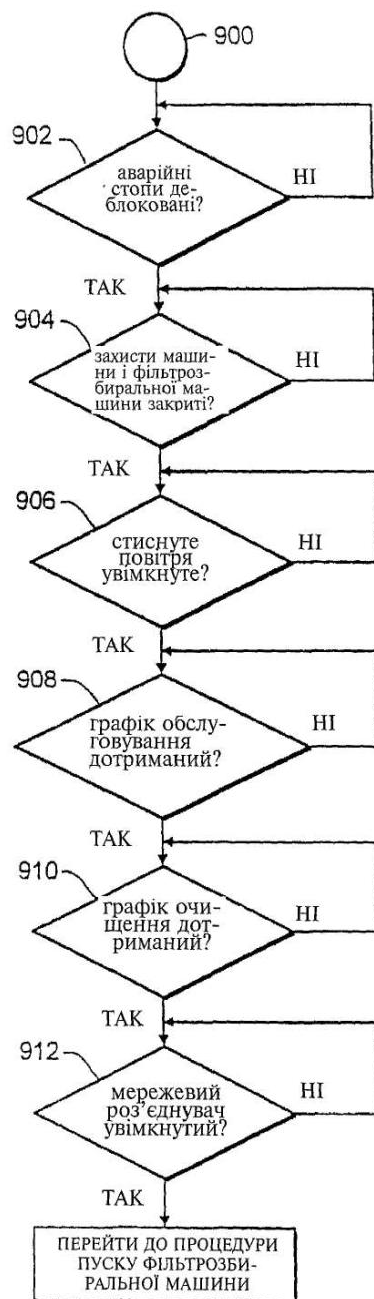 900
902
аварійні
стопи де-
блоковані?
НІ
ТАК
904
захисти маши-
ни і фільтроз-
биральної ма-
шини закриті?
НІ
ТАК
906
стиснуте
повітря
увімкнуте?
НІ
ТАК
908
графік обслу-
говування
дотриманий?
НІ
ТАК
910
графік очи-
щення дот-
риманий?
НІ
ТАК
912
мережевий
роз’єднувач
увімкнутий?
НІ
ТАК
ПЕРЕЙТИ ДО ПРОЦЕДУРИ
ПУСКУ ФІЛЬТРОЗБИ-
РАЛЬНОЇ МАШИНИ